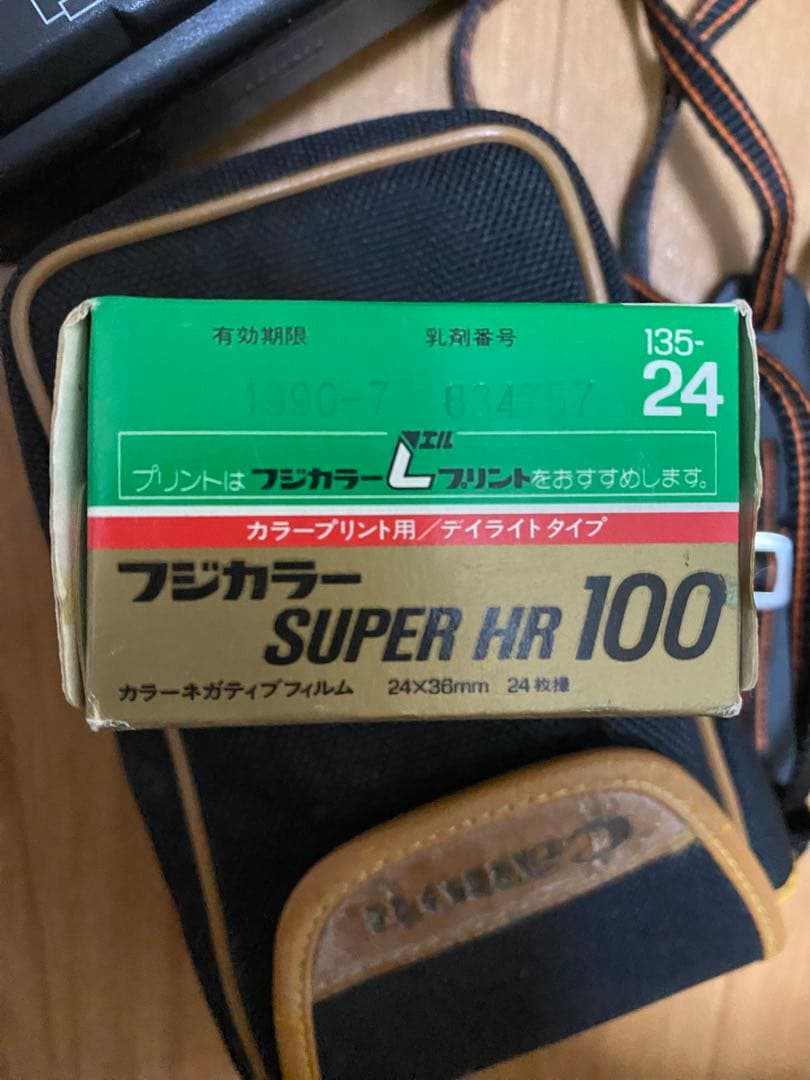 有効期限 乳剤番号 135-
1990-7 834757 24
エル
プリントは フジカラー L プリント をおすすめします。
カラープリント用/デイライトタイプ
フジカラー
SUPER HR 100
カラーネガティブフィルム 24×36mm 24枚撮